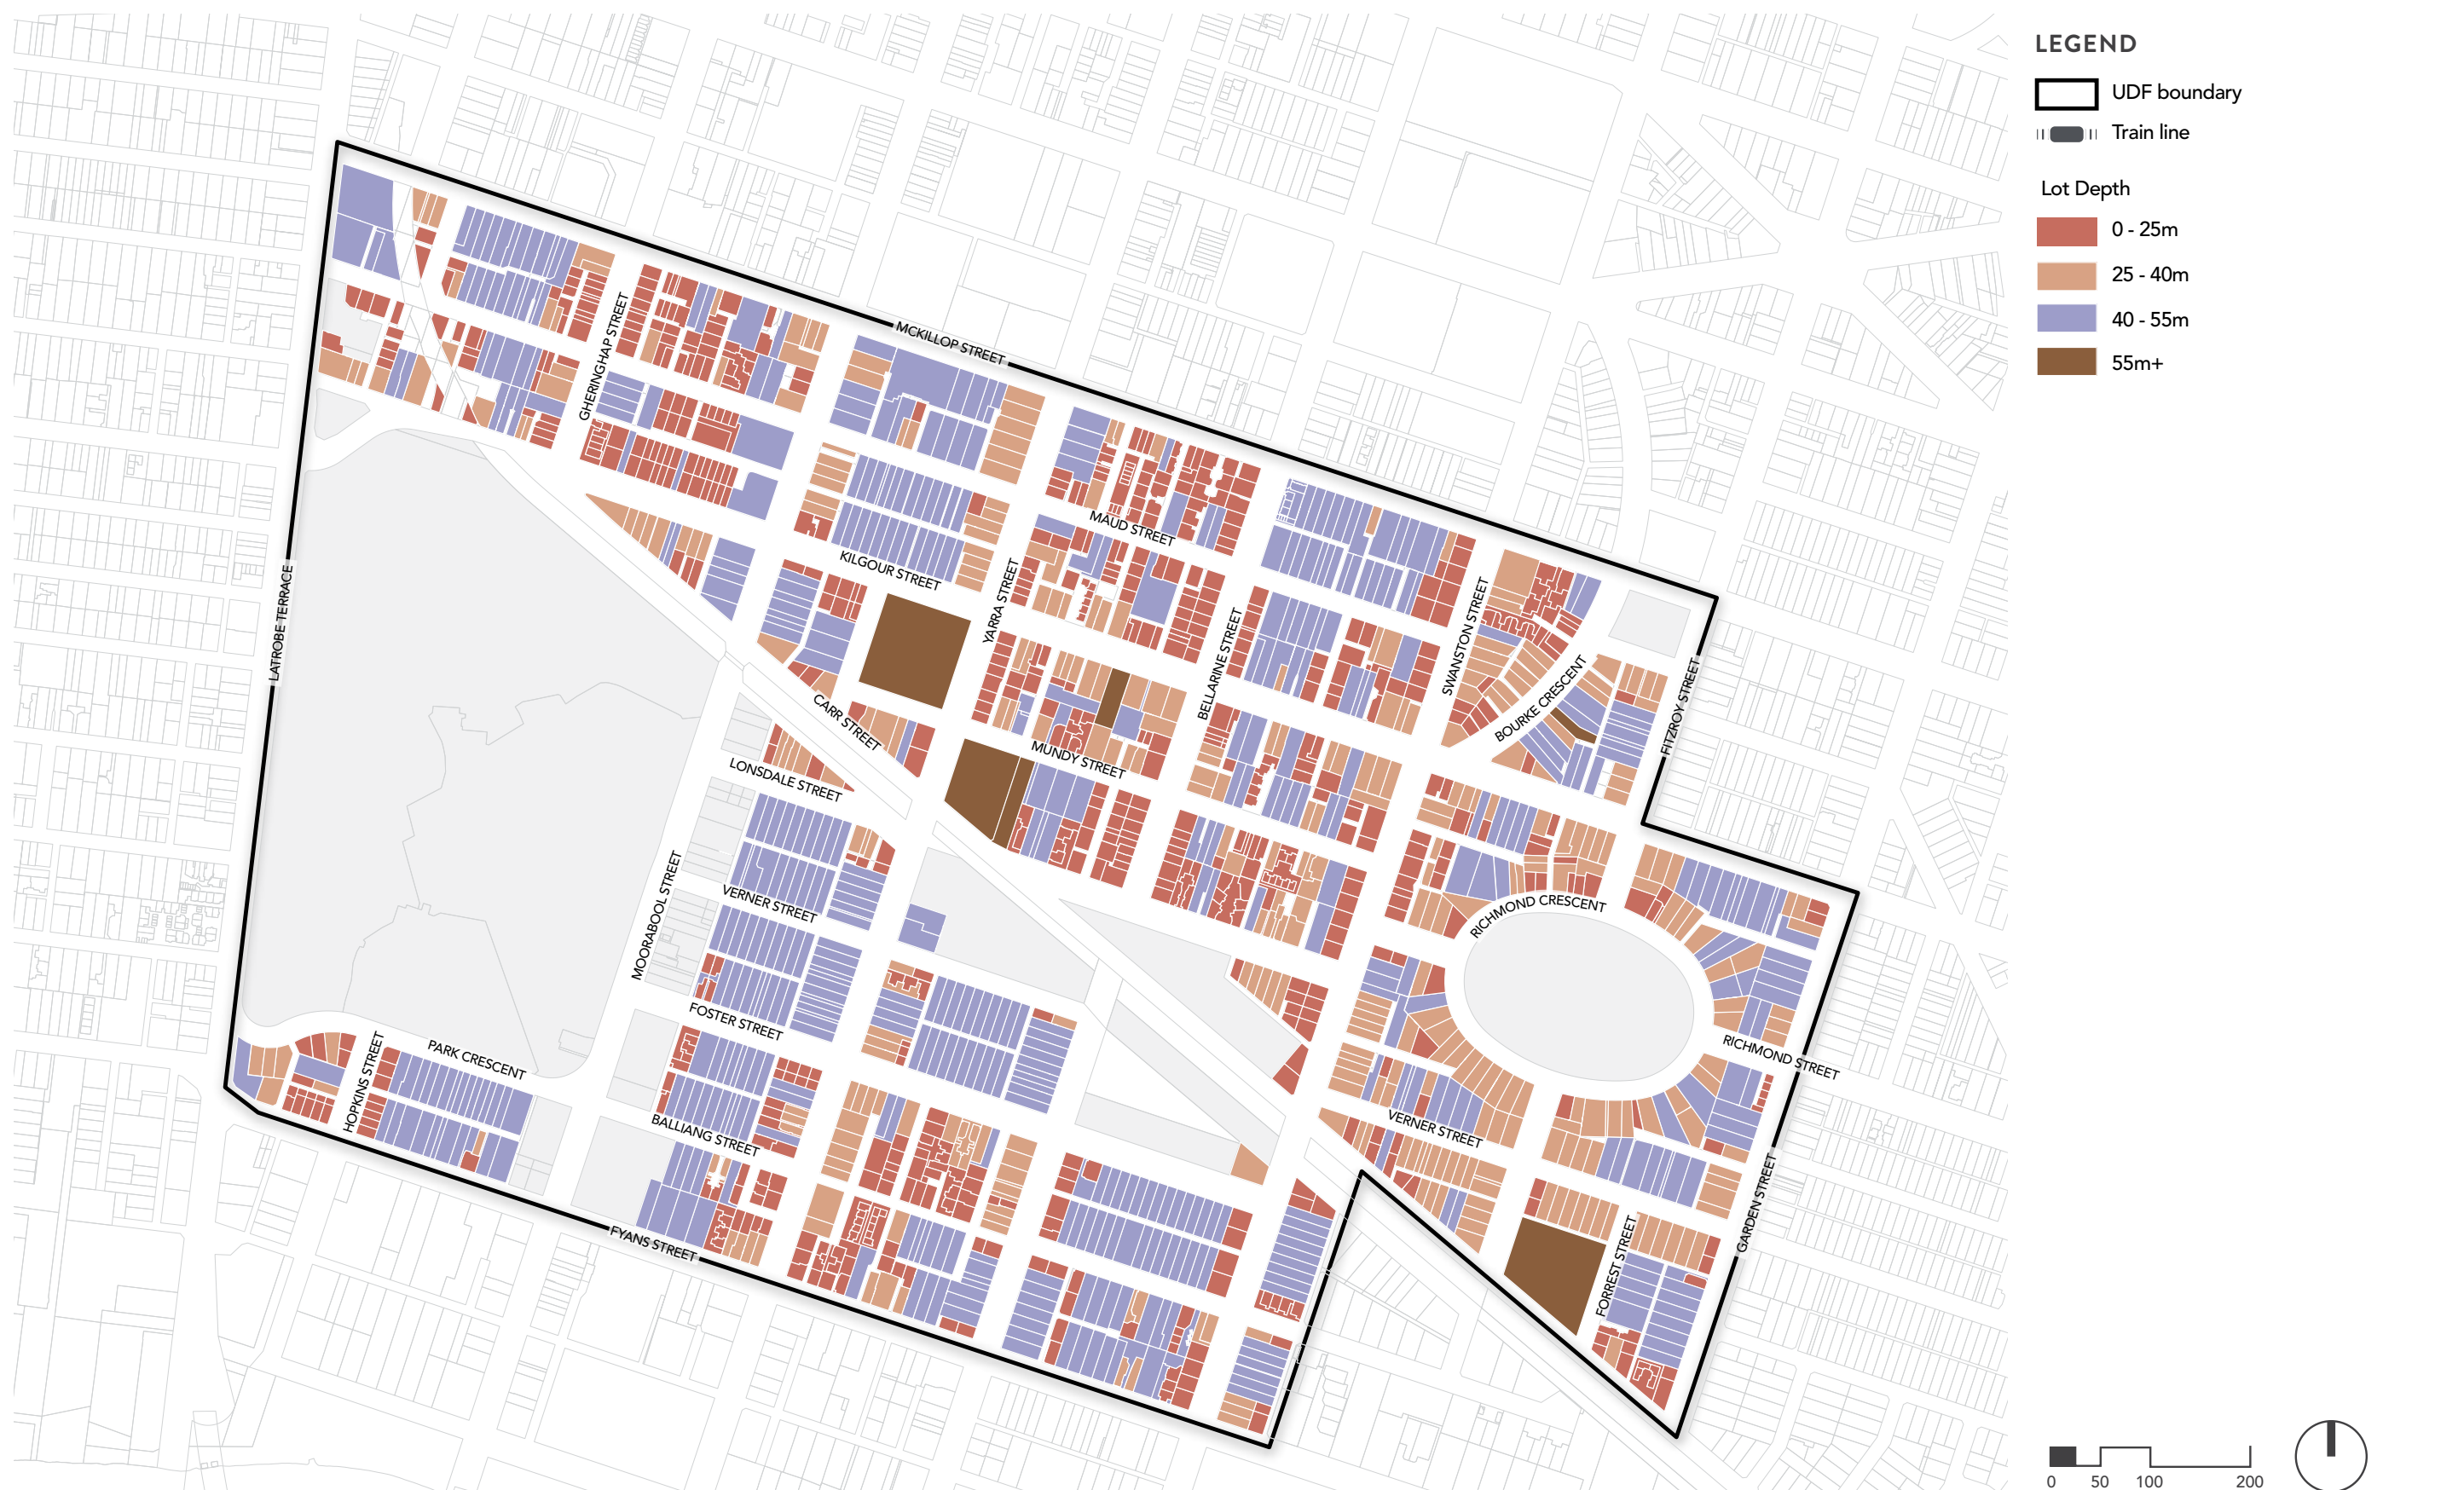 LEGEND
UDF boundary
Train line
Lot Depth
0 - 25m
25 - 40m
40 - 55m
55m+
MCKILLOP STREET
GHERINGHAP STREET
MAUD STREET
KILGOUR STREET
YARRA STREET
LATROBE TERRACE
SWANSTON STREET
BELLARINE STREET
BOURKE CRESCENT
FITZROY STREET
CARR STREET
MUNDY STREET
LONSDALE STREET
MOORABOOL STREET
VERNER STREET
RICHMOND CRESCENT
FOSTER STREET
RICHMOND STREET
PARK CRESCENT
HOPKINS STREET
BALLIANG STREET
VERNER STREET
GARDEN STREET
FYANS STREET
FORREST STREET
0 50 100 200